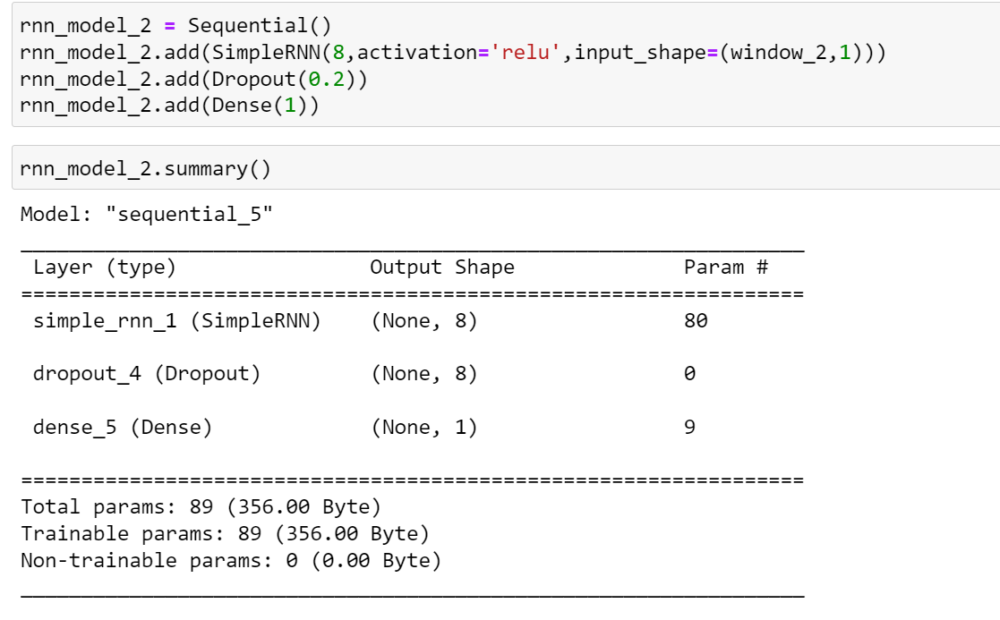 rnn_model_2 = Sequential()
rnn_model_2.add(SimpleRNN(8,activation='relu',input_shape=(window_2,1)))
rnn_model_2.add(Dropout(0.2))
rnn_model_2.add(Dense(1))
rnn_model_2.summary()
Model: "sequential_5"
_________________________________________________________________
Layer (type) Output Shape Param #
=================================================================
simple_rnn_1 (SimpleRNN) (None, 8) 80
dropout_4 (Dropout) (None, 8) 0
dense_5 (Dense) (None, 1) 9
=================================================================
Total params: 89 (356.00 Byte)
Trainable params: 89 (356.00 Byte)
Non-trainable params: 0 (0.00 Byte)
_________________________________________________________________